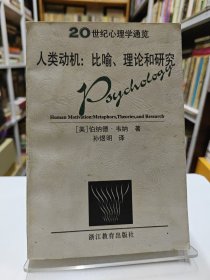 20世纪心理学通览
人类动机：比喻、理论和研究
Psychology
Human Motivation:Metaphors,Theories,and Research
[美]伯纳德·韦纳 著
孙煜明 译
浙江教育出版社